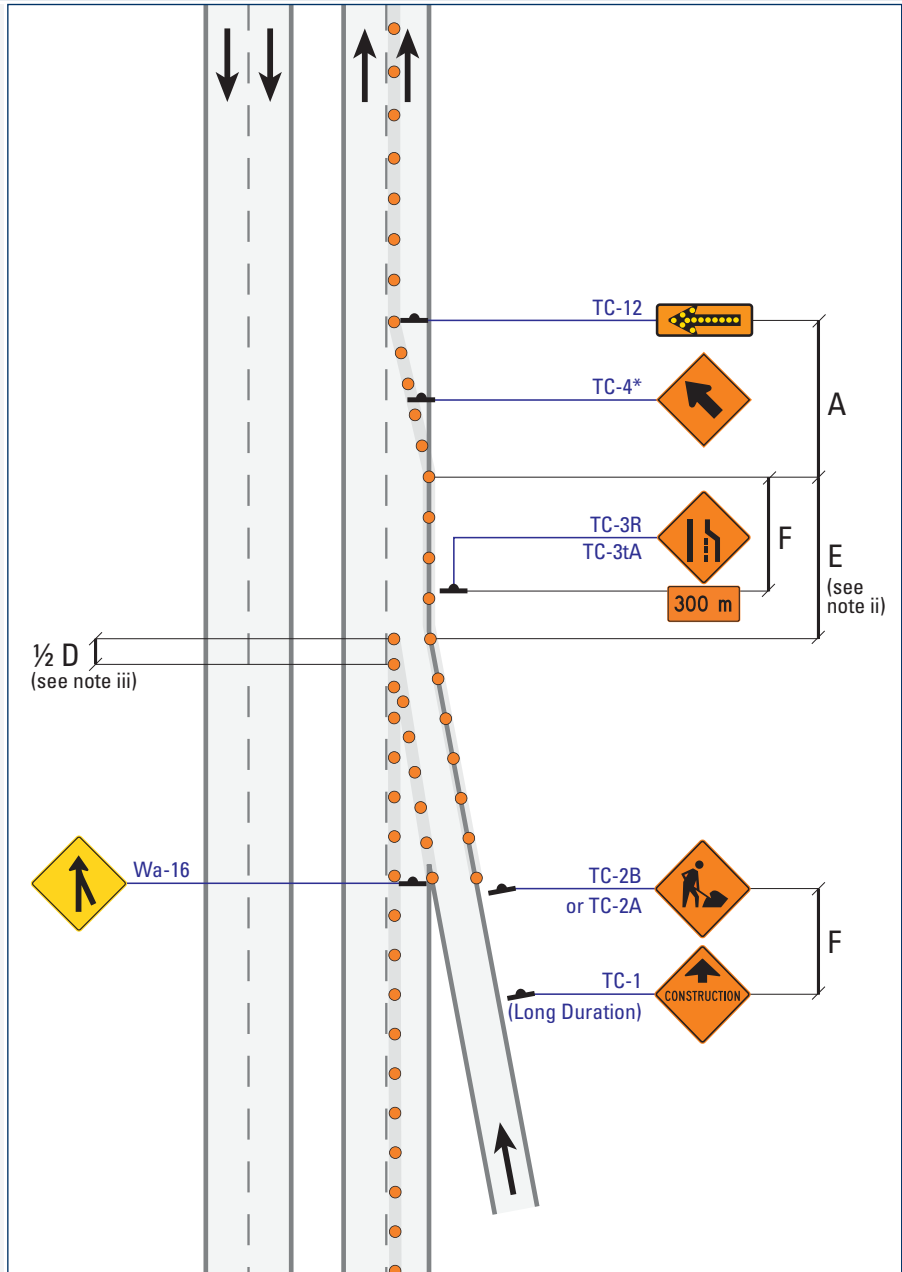 TC-12
TC-4*
A
TC-3R
TC-3tA
300 m
F
E
(see
note ii)
½ D
(see note iii)
Wa-16
TC-2B
or TC-2A
F
TC-1
(Long Duration)
CONSTRUCTION